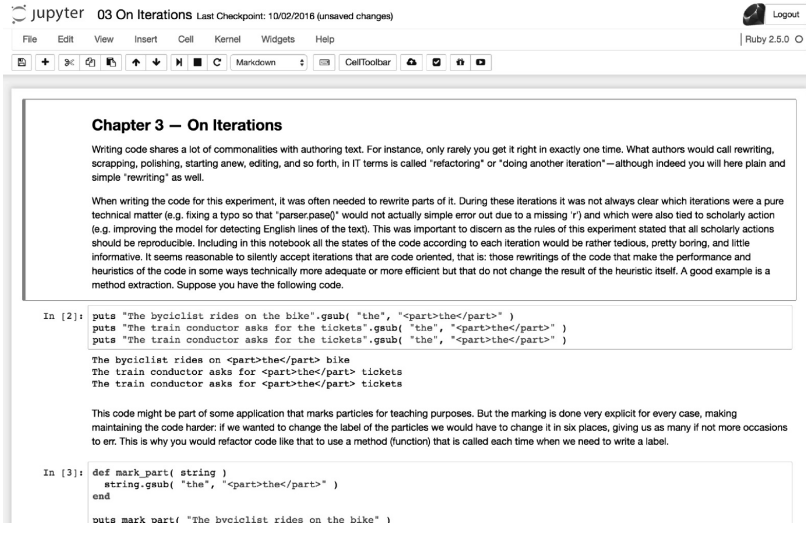 jupyter 03 On Iterations Last Checkpoint: 10/02/2016 (unsaved changes)
Logout
File Edit View Insert Cell Kernel Widgets Help
Ruby 2.5.0
Markdown CellToolbar
Chapter 3 — On Iterations
Writing code shares a lot of commonalities with authoring text. For instance, only rarely you get it right in exactly one time. What authors would call rewriting,
scrapping, polishing, starting anew, editing, and so forth, in IT terms is called "refactoring" or "doing another iteration"—although indeed you will here plain and
simple "rewriting" as well.
When writing the code for this experiment, it was often needed to rewrite parts of it. During these iterations it was not always clear which iterations were a pure
technical matter (e.g. fixing a typo so that "parser.pase()" would not actually simple error out due to a missing 'r') and which were also tied to scholarly action
(e.g. improving the model for detecting English lines of the text). This was important to discern as the rules of this experiment stated that all scholarly actions
should be reproducible. Including in this notebook all the states of the code according to each iteration would be rather tedious, pretty boring, and little
informative. It seems reasonable to silently accept iterations that are code oriented, that is: those rewritings of the code that make the performance and
heuristics of the code in some ways technically more adequate or more efficient but that do not change the result of the heuristic itself. A good example is a
method extraction. Suppose you have the following code.
In [2]: puts "The byciclist rides on the bike".gsub( "the", "<part>the</part>" )
puts "The train conductor asks for the tickets".gsub( "the", "<part>the</part>" )
puts "The train conductor asks for the tickets".gsub( "the", "<part>the</part>" )
The byciclist rides on <part>the</part> bike
The train conductor asks for <part>the</part> tickets
The train conductor asks for <part>the</part> tickets
This code might be part of some application that marks particles for teaching purposes. But the marking is done very explicit for every case, making
maintaining the code harder: if we wanted to change the label of the particles we would have to change it in six places, giving us as many if not more occasions
to err. This is why you would refactor code like that to use a method (function) that is called each time when we need to write a label.
In [3]: def mark_part( string )
string.gsub( "the", "<part>the</part>" )
end
puts mark_part( "The byciclist rides on the bike" )